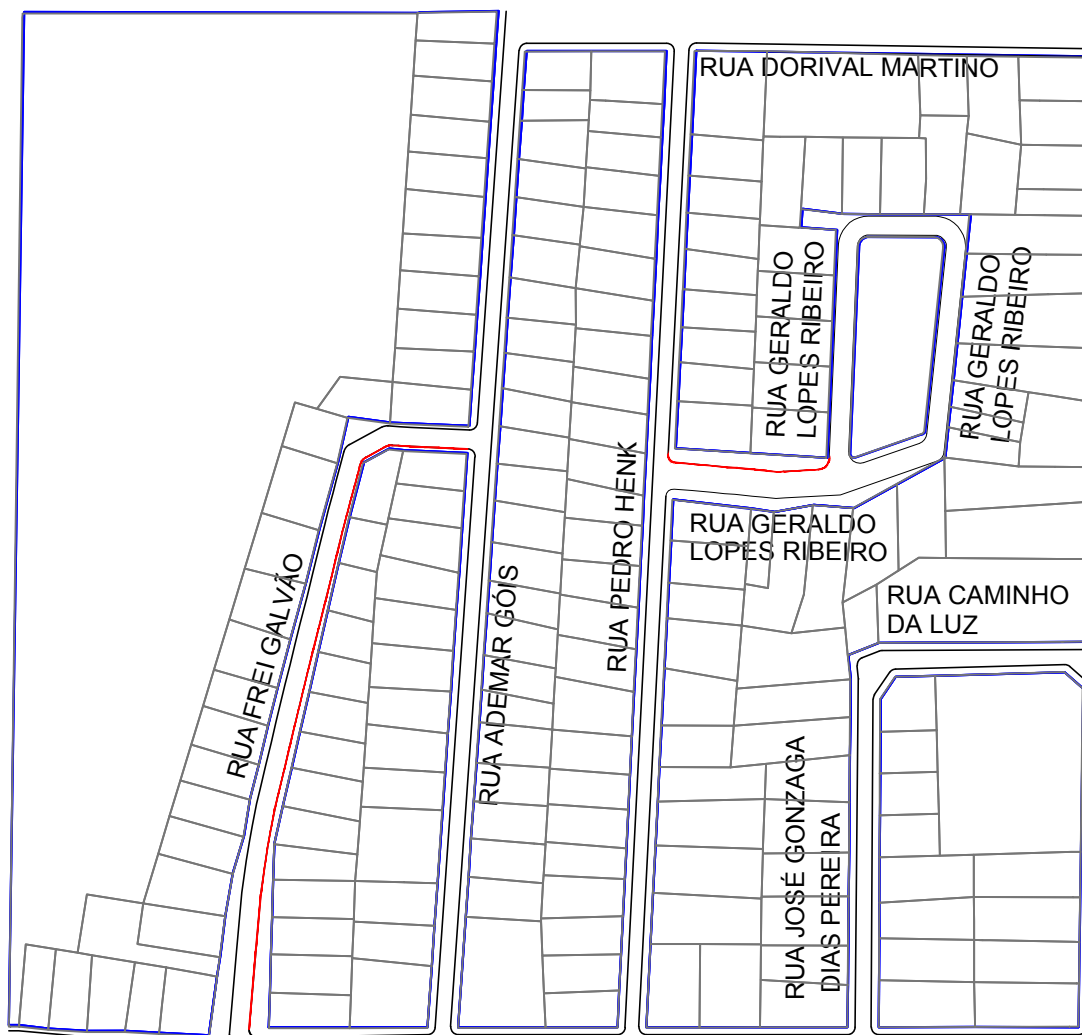 RUA DORIVAL MARTINO
RUA GERALDO
LOPES RIBEIRO
RUA GERALDO
LOPES RIBEIRO
RUA GERALDO
LOPES RIBEIRO
RUA PEDRO HENK
RUA CAMINHO
DA LUZ
RUA FREI GALVÃO
RUA ADEMAR GÓIS
RUA JOSÉ GONZAGA
DIAS PEREIRA